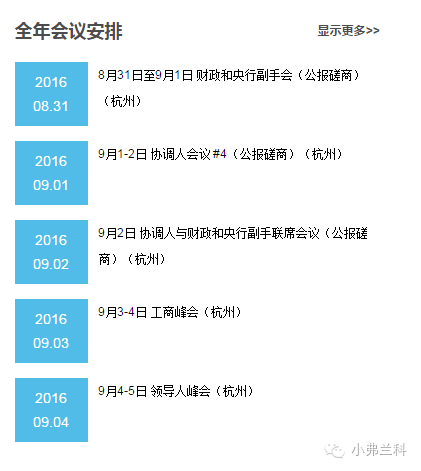 全年会议安排
显示更多>>
2016
08.31
8月31日至9月1日 财政和央行副手会（公报磋商）
（杭州）
2016
09.01
9月1-2日 协调人会议 #4（公报磋商）（杭州）
2016
09.02
9月2日 协调人与财政和央行副手联席会议（公报磋
商）（杭州）
2016
09.03
9月3-4日 工商峰会（杭州）
2016
09.04
9月4-5日 领导人峰会（杭州）
小弗兰科